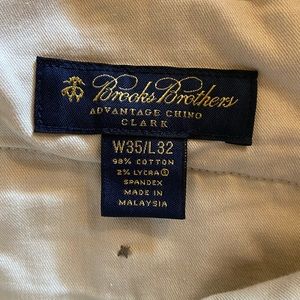 Brooks Brothers
ADVANTAGE CHINO
CLARK
W35/L32
98% COTTON
2% LYCRA®
SPANDEX
MADE IN
MALAYSIA